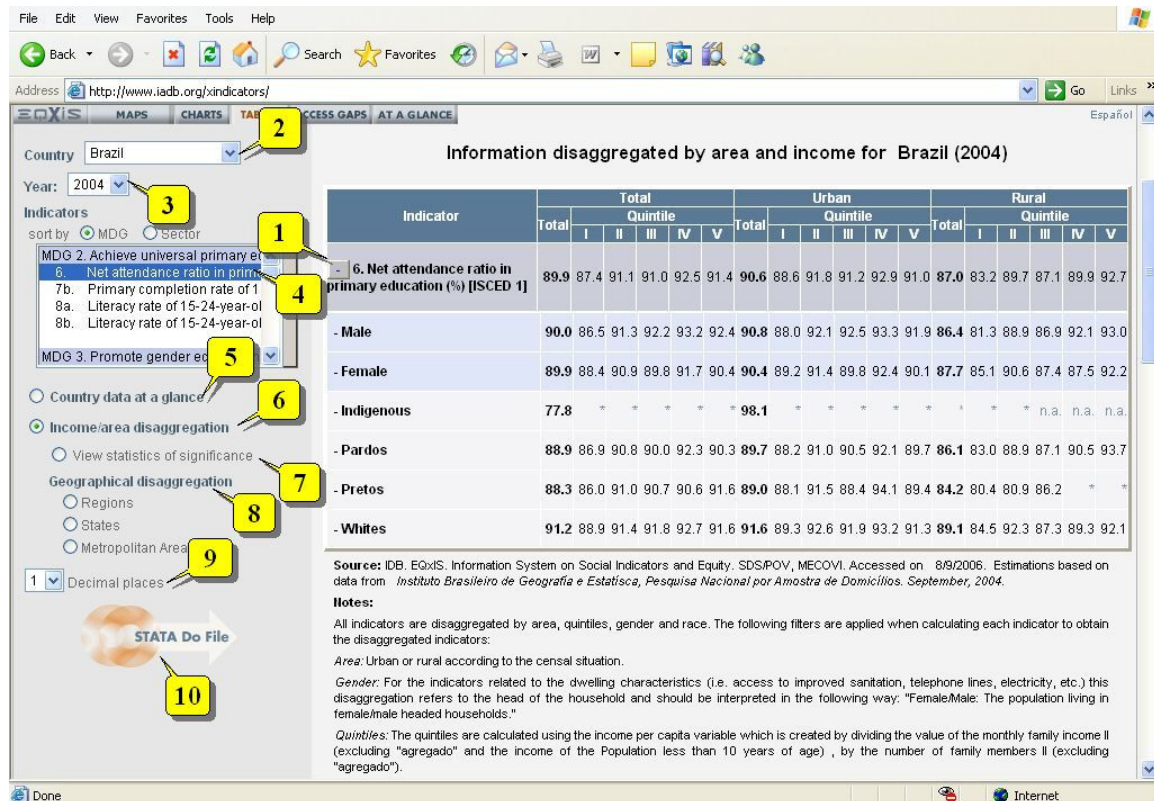 File Edit View Favorites Tools Help
Back Search Favorites
Address http://www.iadb.org/xindicators/ Go Links »
EQXIS MAPS CHARTS TAB CCESS GAPS AT A GLANCE Español
2
Country Brazil
Information disaggregated by area and income for Brazil (2004)
Year: 2004
3
Indicators
sort by MDG Sector
1
MDG 2. Achieve universal primary e
6. Net attendance ratio in prim
7b. Primary completion rate of 1
8a. Literacy rate of 15-24-year-ol
8b. Literacy rate of 15-24-year-ol
MDG 3. Promote gender eq
4
5
Country data at a glance
6
Income/area disaggregation
View statistics of significance
7
Geographical disaggregation
8
Regions
States
Metropolitan Area
9
1 Decimal places
STATA Do File
10
Indicator Total Urban Rural
Total Quintile Total Quintile Total Quintile
I II III IV V I II III IV V I II III IV V
- 6. Net attendance ratio in
primary education (%) [ISCED 1] 89.9 87.4 91.1 91.0 92.5 91.4 90.6 88.6 91.8 91.2 92.9 91.0 87.0 83.2 89.7 87.1 89.9 92.7
- Male 90.0 86.5 91.3 92.2 93.2 92.4 90.8 88.0 92.1 92.5 93.3 91.9 86.4 81.3 88.9 86.9 92.1 93.0
- Female 89.9 88.4 90.9 89.8 91.7 90.4 90.4 89.2 91.4 89.8 92.4 90.1 87.7 85.1 90.6 87.4 87.5 92.2
- Indigenous 77.8 * * * * * 98.1 * * * * * * * * n.a. n.a. n.a.
- Pardos 88.9 86.9 90.8 90.0 92.3 90.3 89.7 88.2 91.0 90.5 92.1 89.7 86.1 83.0 88.9 87.1 90.5 93.7
- Pretos 88.3 86.0 91.0 90.7 90.6 91.6 89.0 88.1 91.5 88.4 94.1 89.4 84.2 80.4 80.9 86.2 * *
- Whites 91.2 88.9 91.4 91.8 92.7 91.6 91.6 89.3 92.6 91.9 93.2 91.3 89.1 84.5 92.3 87.3 89.3 92.1
Source: IDB. EQxIS. Information System on Social Indicators and Equity. SDS/POV, MECOVI. Accessed on 8/9/2006. Estimations based on
data from Instituto Brasileiro de Geografia e Estatísca, Pesquisa Nacional por Amostra de Domicílios. September, 2004.
Notes:
All indicators are disaggregated by area, quintiles, gender and race. The following filters are applied when calculating each indicator to obtain
the disaggregated indicators:
Area: Urban or rural according to the censal situation.
Gender: For the indicators related to the dwelling characteristics (i.e. access to improved sanitation, telephone lines, electricity, etc.) this
disaggregation refers to the head of the household and should be interpreted in the following way: "Female/Male: The population living in
female/male headed households."
Quintiles: The quintiles are calculated using the income per capita variable which is created by dividing the value of the monthly family income II
(excluding "agregado" and the income of the Population less than 10 years of age) , by the number of family members II (excluding
"agregado").
Done Internet